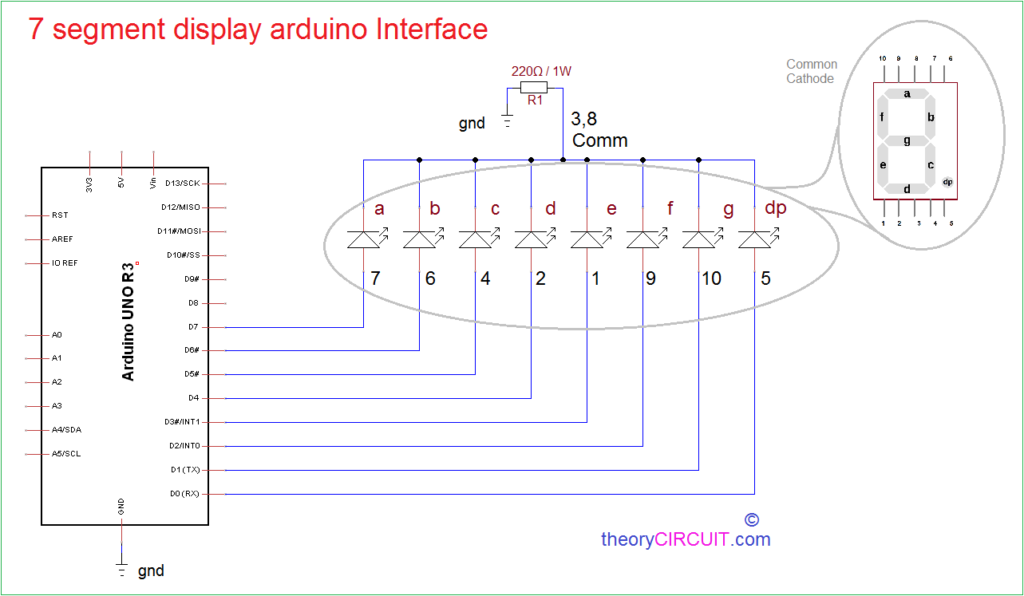 7 segment display arduino Interface
220Ω / 1W
R1
gnd
3,8
Comm
Common
Cathode
10 9 8 7 6
a
f b
g
e c
d
dp
1 2 3 4 5
3V3 5V Vin
D13/SCK
D12/MISO
D11#/MOSI
D10#/SS
D9#
D8
D7
D6#
D5#
D4
D3#/INT1
D2/INT0
D1(TX)
D0(RX)
RST
AREF
IO REF
A0
A1
A2
A3
A4/SDA
A5/SCL
Arduino UNO R3
GND
gnd
a b c d e f g dp
7 6 4 2 1 9 10 5
©
theoryCIRCUIT.com